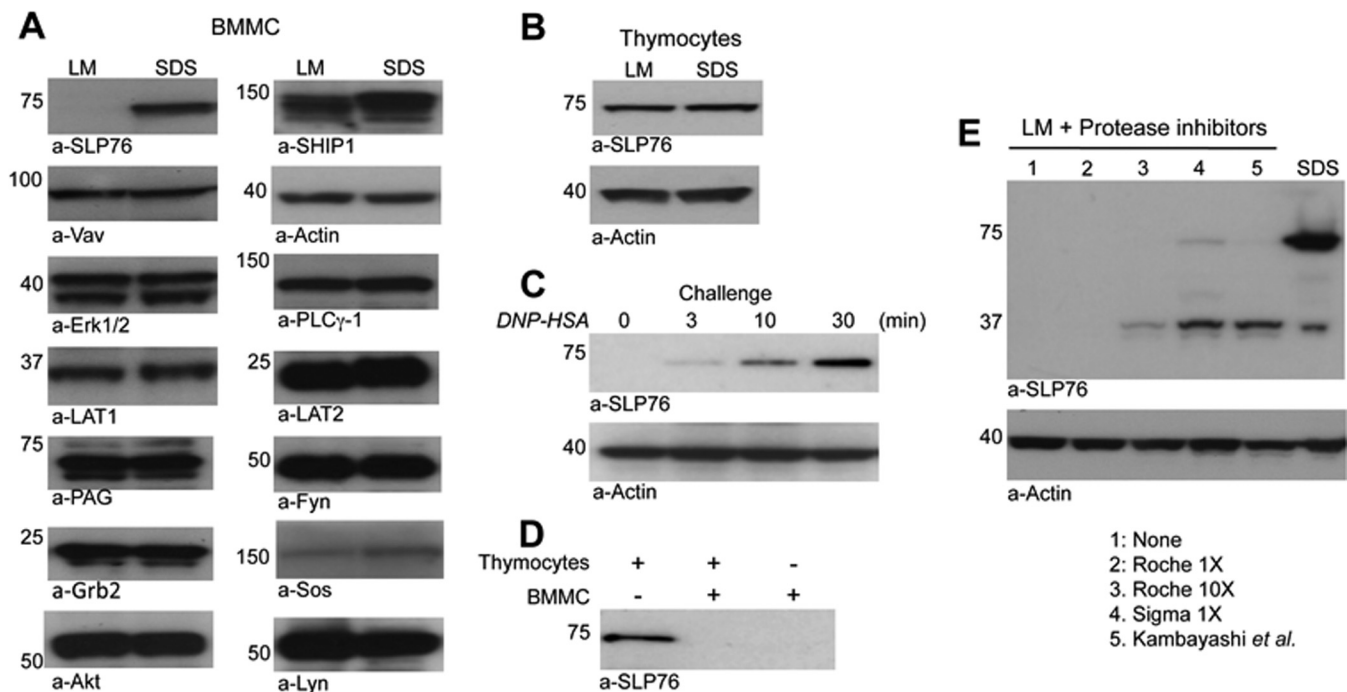 A
BMMC
LM SDS
75
a-SLP76
100
a-Vav
40
a-Erk1/2
37
a-LAT1
75
a-PAG
25
a-Grb2
50
a-Akt
LM SDS
150
a-SHIP1
40
a-Actin
150
a-PLCγ-1
25
a-LAT2
50
a-Fyn
150
a-Sos
50
a-Lyn
B
Thymocytes
LM SDS
75
a-SLP76
40
a-Actin
C
Challenge
DNP-HSA 0 3 10 30 (min)
75
a-SLP76
40
a-Actin
D
Thymocytes + + -
BMMC - + +
75
a-SLP76
E
LM + Protease inhibitors
1 2 3 4 5 SDS
75
37
a-SLP76
40
a-Actin
1: None
2: Roche 1X
3. Roche 10X
4. Sigma 1X
5. Kambayashi et al.